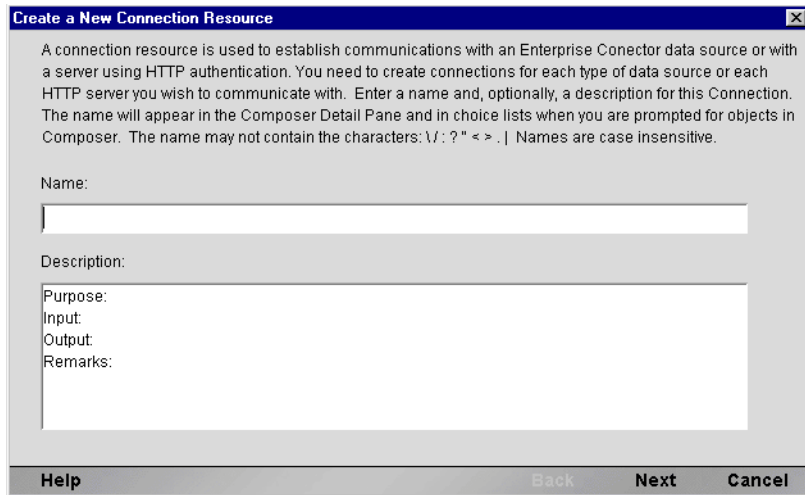 Create a New Connection Resource
A connection resource is used to establish communications with an Enterprise Conector data source or with
a server using HTTP authentication. You need to create connections for each type of data source or each
HTTP server you wish to communicate with. Enter a name and, optionally, a description for this Connection.
The name will appear in the Composer Detail Pane and in choice lists when you are prompted for objects in
Composer. The name may not contain the characters: \ / : ? " < > . | Names are case insensitive.
Name:
Description:
Purpose:
Input:
Output:
Remarks:
Help Back Next Cancel